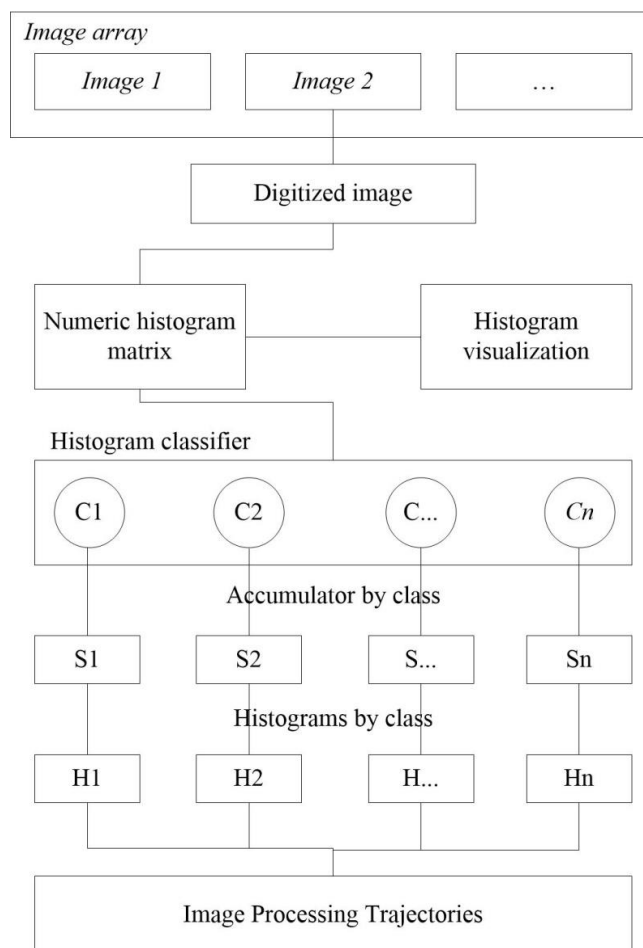 Image array
Image 1
Image 2
…
Digitized image
Numeric histogram
matrix
Histogram
visualization
Histogram classifier
C1
C2
C...
Cn
Accumulator by class
S1
S2
S...
Sn
Histograms by class
H1
H2
H...
Hn
Image Processing Trajectories